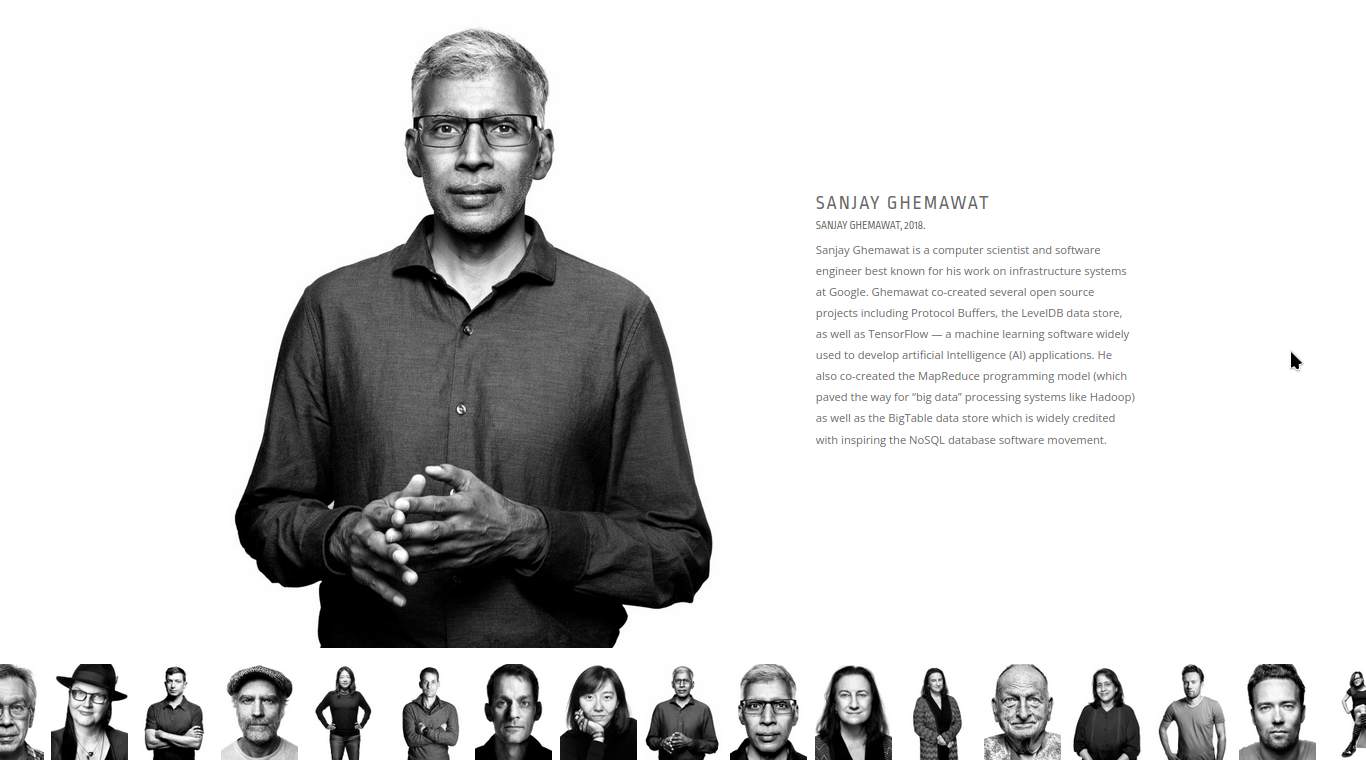 SANJAY GHEMAWAT
SANJAY GHEMAWAT, 2018.
Sanjay Ghemawat is a computer scientist and software
engineer best known for his work on infrastructure systems
at Google. Ghemawat co-created several open source
projects including Protocol Buffers, the LevelDB data store,
as well as TensorFlow — a machine learning software widely
used to develop artificial Intelligence (AI) applications. He
also co-created the MapReduce programming model (which
paved the way for “big data” processing systems like Hadoop)
as well as the BigTable data store which is widely credited
with inspiring the NoSQL database software movement.